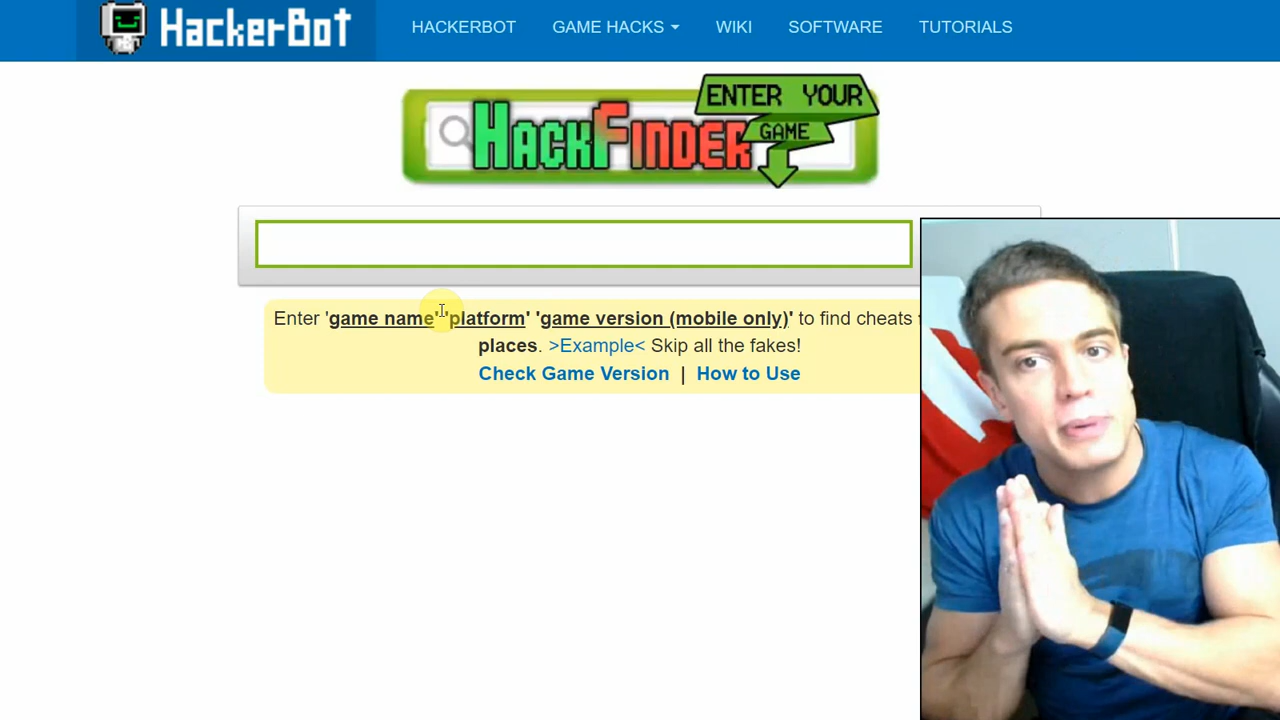 HackerBot
HACKERBOT GAME HACKS WIKI SOFTWARE TUTORIALS
ENTER YOUR
GAME
HACKFINDER
Enter 'game name' 'platform' 'game version (mobile only)' to find cheats
places. >Example< Skip all the fakes!
Check Game Version | How to Use